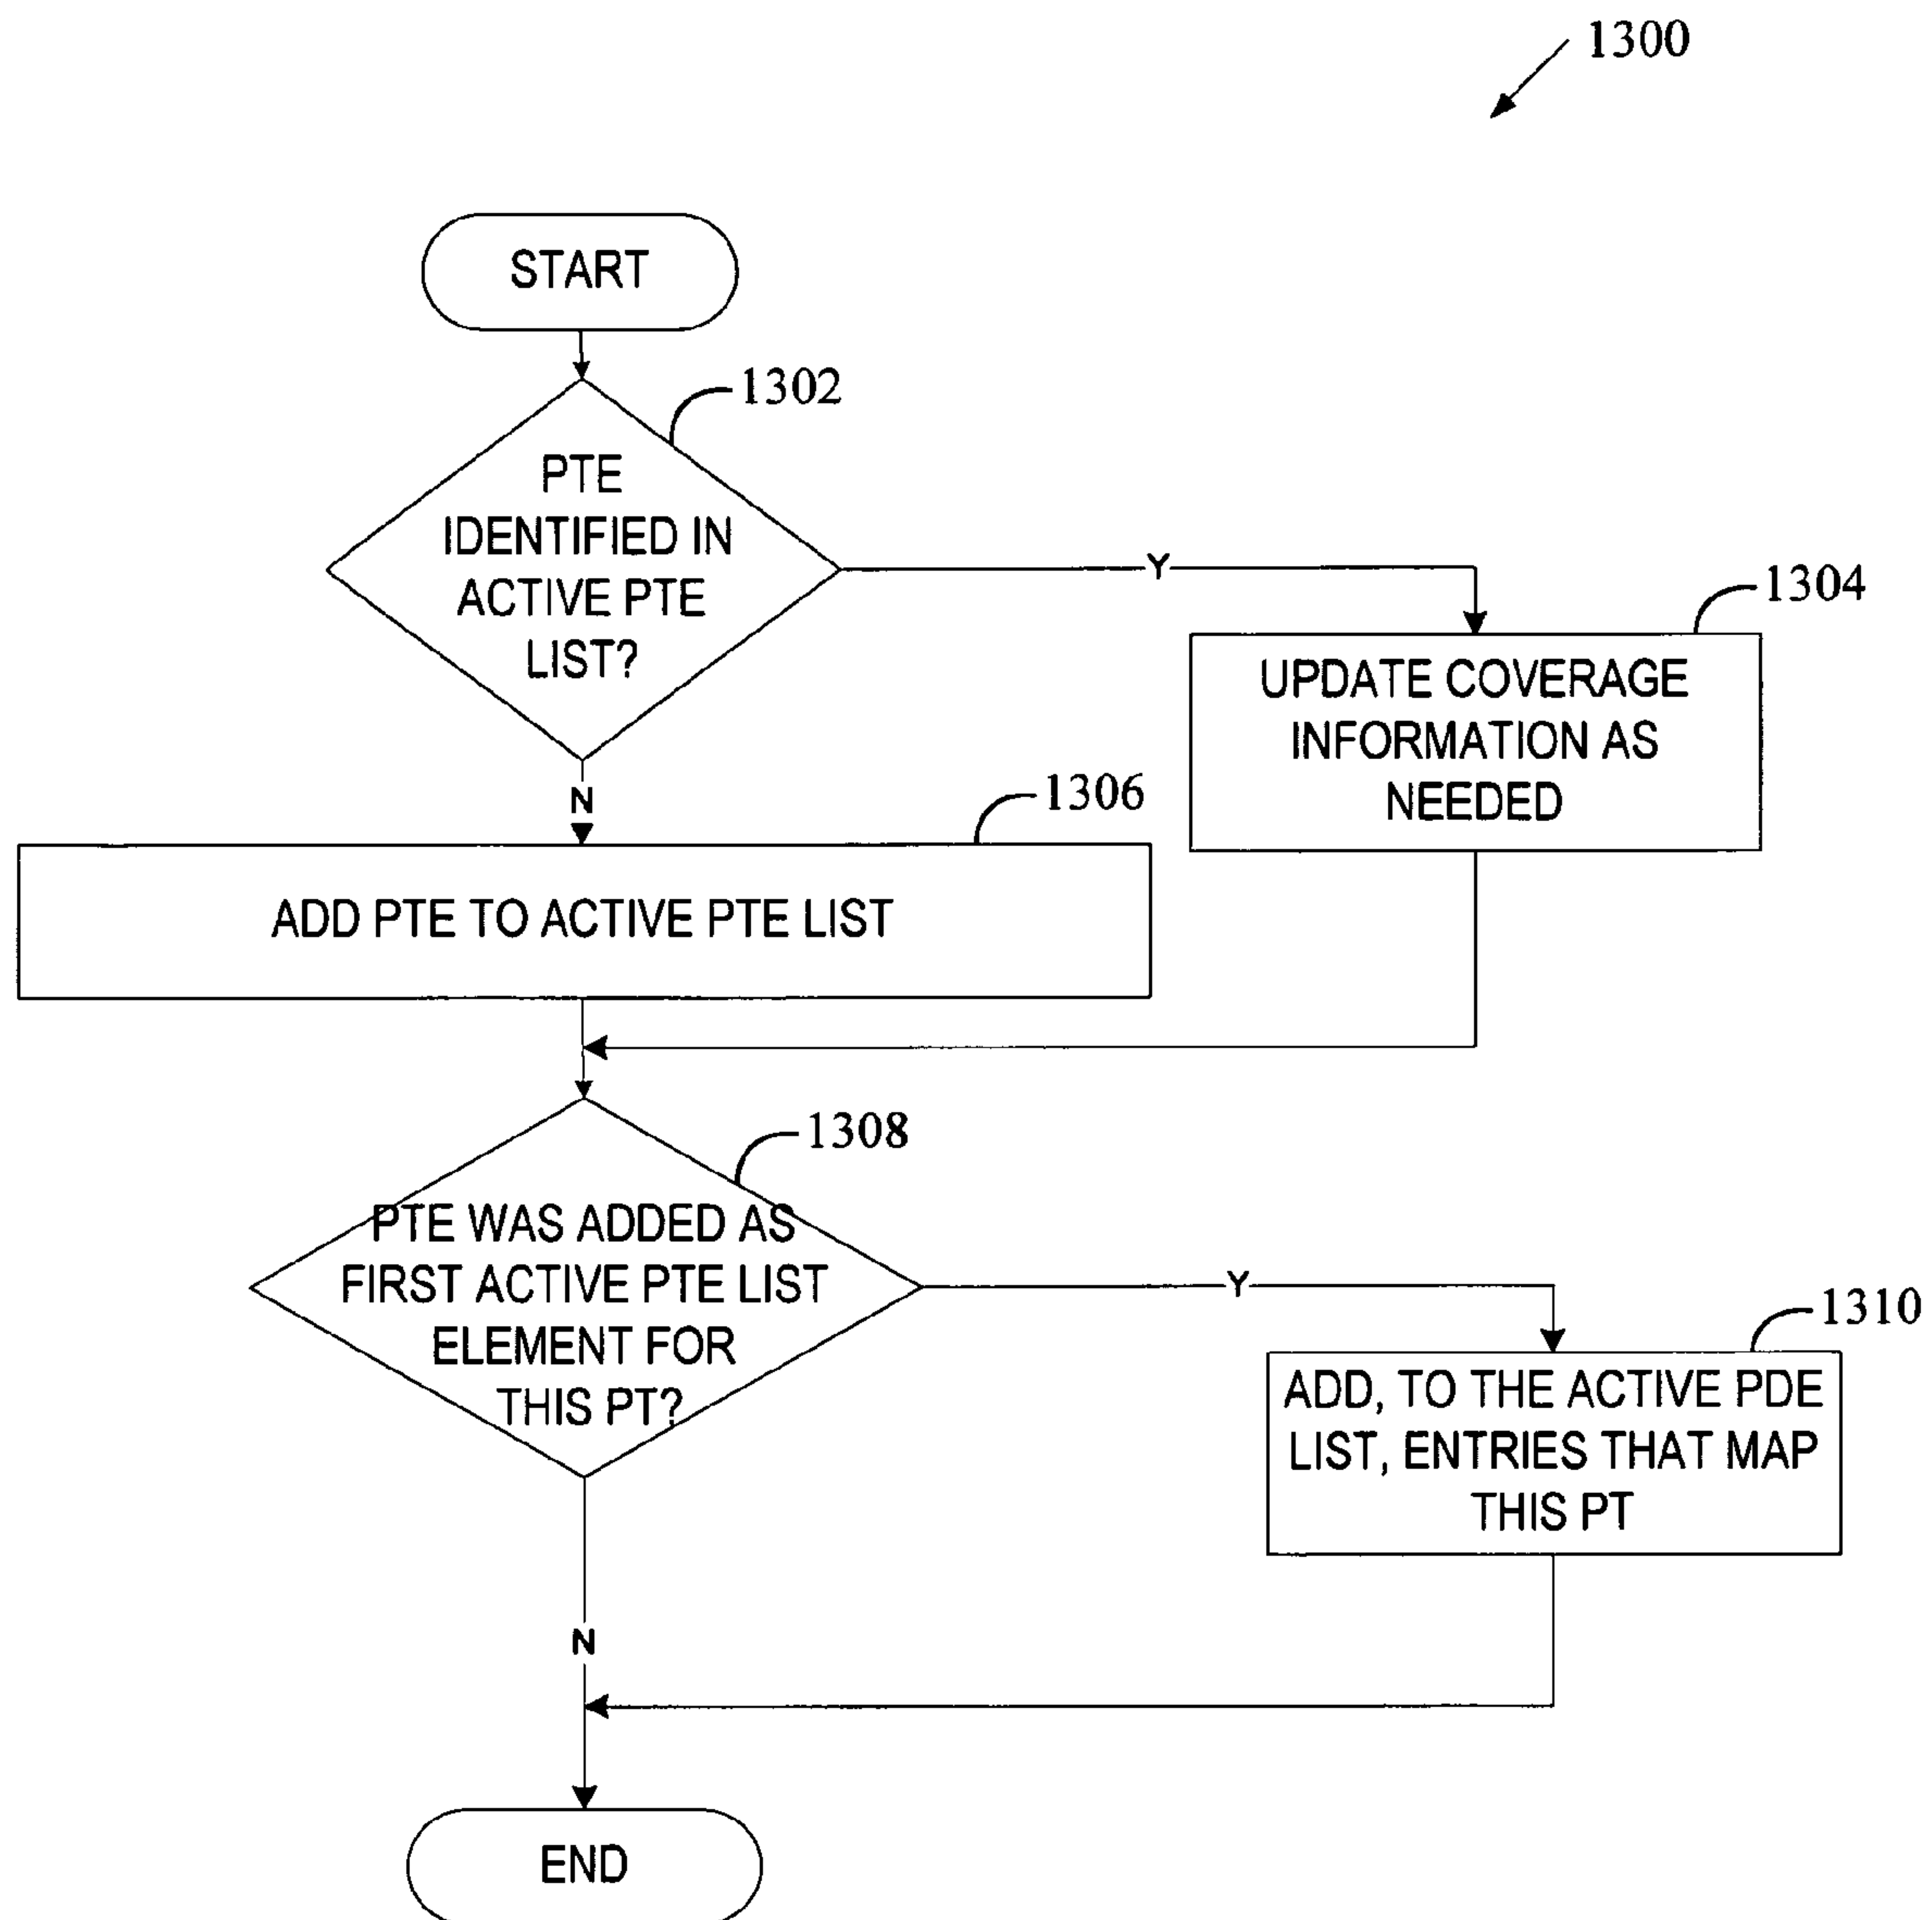 1300
START
1302
PTE
IDENTIFIED IN
ACTIVE PTE
LIST?
Y
1304
UPDATE COVERAGE
INFORMATION AS
NEEDED
N
1306
ADD PTE TO ACTIVE PTE LIST
1308
PTE WAS ADDED AS
FIRST ACTIVE PTE LIST
ELEMENT FOR
THIS PT?
Y
1310
ADD, TO THE ACTIVE PDE
LIST, ENTRIES THAT MAP
THIS PT
N
END